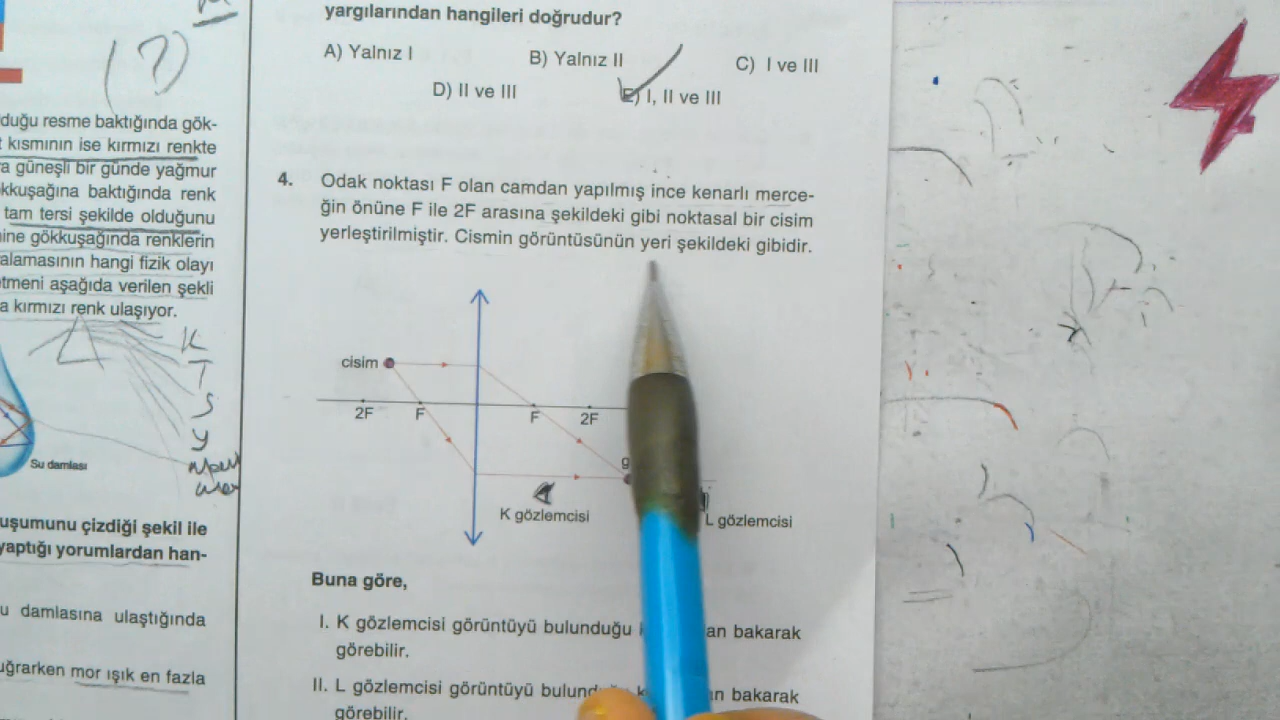 yargılarından hangileri doğrudur?
A) Yalnız I
B) Yalnız II
C) I ve III
D) II ve III
E) I, II ve III
(?)
duğu resme baktığında gök-
t kısmının ise kırmızı renkte
a güneşli bir günde yağmur
kkuşağına baktığında renk
tam tersi şekilde olduğunu
ine gökkuşağında renklerin
alamasının hangi fizik olayı
etmeni aşağıda verilen şekli
a kırmızı renk ulaşıyor.
K
T
S
Y
Su damlası
uşumunu çizdiği şekil ile
yaptığı yorumlardan han-
u damlasına ulaştığında
uğrarken mor ışık en fazla
4. Odak noktası F olan camdan yapılmış ince kenarlı merce-
ğin önüne F ile 2F arasına şekildeki gibi noktasal bir cisim
yerleştirilmiştir. Cismin görüntüsünün yeri şekildeki gibidir.
cisim
2F
F
F
2F
g
K gözlemcisi
L gözlemcisi
Buna göre,
I. K gözlemcisi görüntüyü bulunduğu an bakarak
görebilir.
II. L gözlemcisi görüntüyü bulunduğu an bakarak
görebilir.